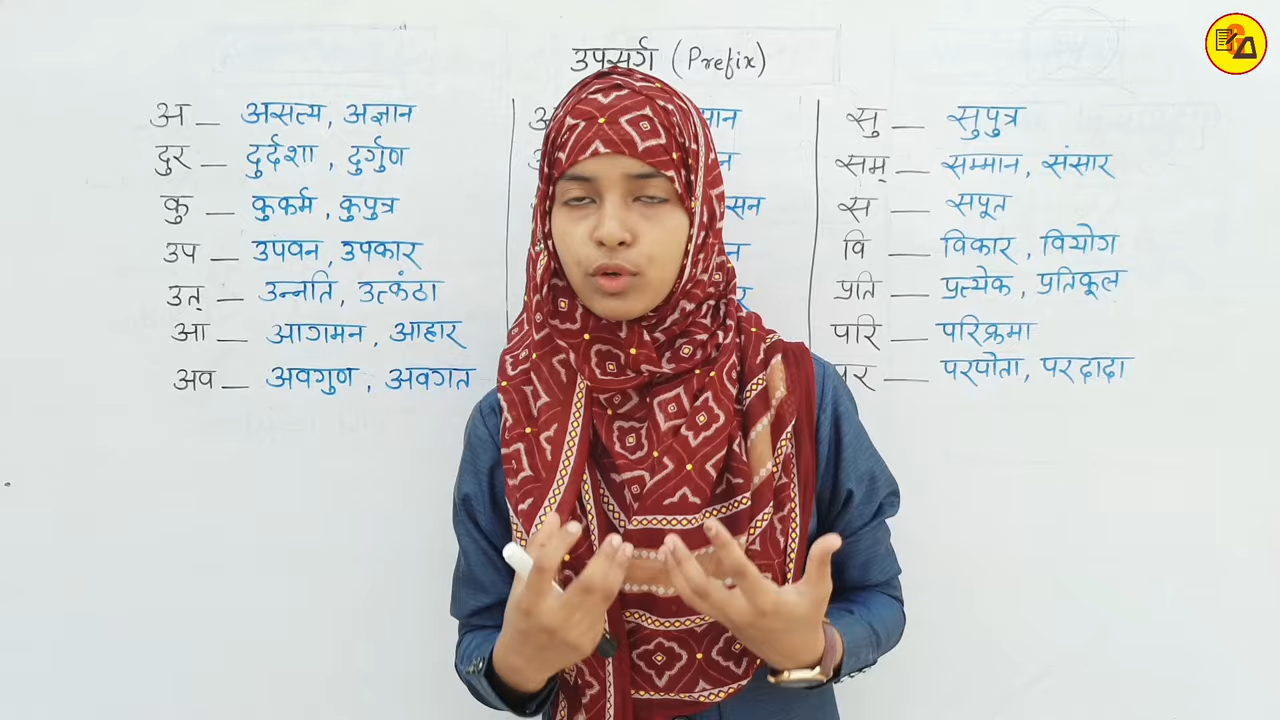 उपसर्ग (Prefix)
अ — असत्य, अज्ञान
दुर — दुर्दशा, दुर्गुण
कु — कुकर्म, कुपुत्र
उप — उपवन, उपकार
उत् — उन्नति, उत्कंठा
आ — आगमन, आहार
अव — अवगुण, अवगत
सु — सुपुत्र
सम् — सम्मान, संसार
स — सपूत
वि — विकार, वियोग
प्रति — प्रत्येक, प्रतिकूल
परि — परिक्रमा
पर — परपोता, परदादा